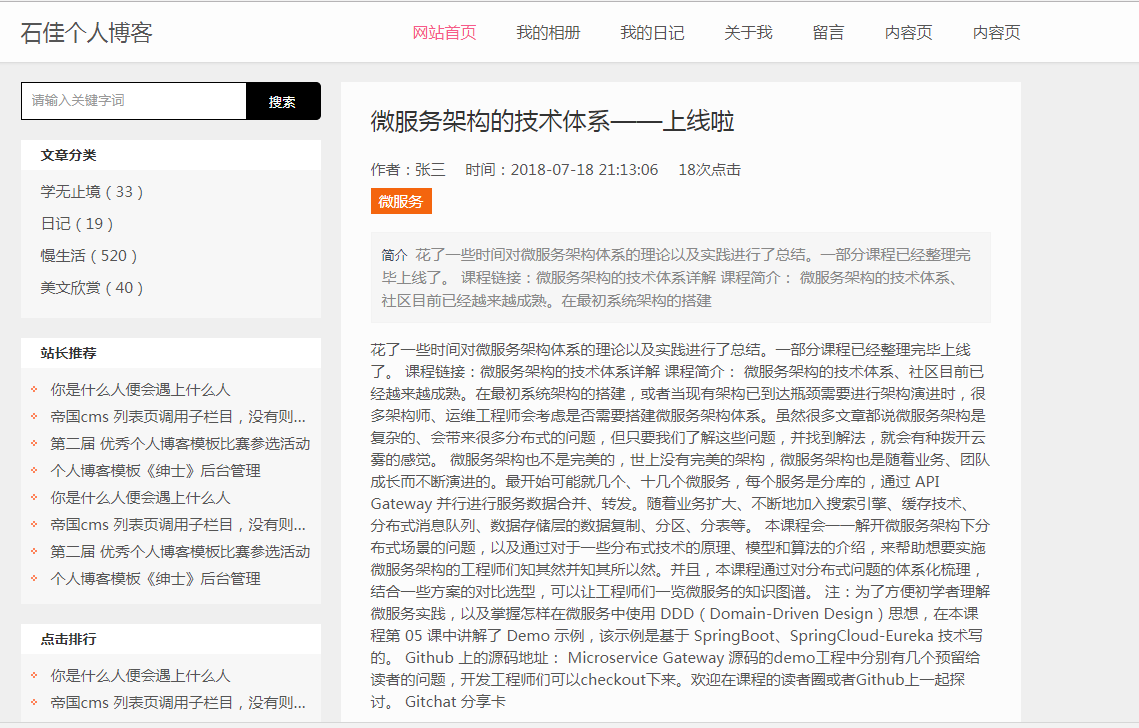 石佳个人博客
网站首页 我的相册 我的日记 关于我 留言 内容页 内容页
请输入关键字词 搜索
文章分类
学无止境 ( 33 )
日记 ( 19 )
慢生活 ( 520 )
美文欣赏 ( 40 )
站长推荐
你是什么人便会遇上什么人
帝国cms 列表页调用子栏目，没有则...
第二届 优秀个人博客模板比赛参选活动
个人博客模板《绅士》后台管理
你是什么人便会遇上什么人
帝国cms 列表页调用子栏目，没有则...
第二届 优秀个人博客模板比赛参选活动
个人博客模板《绅士》后台管理
点击排行
你是什么人便会遇上什么人
帝国cms 列表页调用子栏目，没有则...
微服务架构的技术体系——上线啦
作者：张三 时间：2018-07-18 21:13:06 18次点击
微服务
简介 花了一些时间对微服务架构体系的理论以及实践进行了总结。一部分课程已经整理完
毕上线了。 课程链接：微服务架构的技术体系详解 课程简介： 微服务架构的技术体系、
社区目前已经越来越成熟。在最初系统架构的搭建
花了一些时间对微服务架构体系的理论以及实践进行了总结。一部分课程已经整理完毕上线
了。 课程链接：微服务架构的技术体系详解 课程简介： 微服务架构的技术体系、社区目前已
经越来越成熟。在最初系统架构的搭建，或者当现有架构已到达瓶颈需要进行架构演进时，很
多架构师、运维工程师会考虑是否需要搭建微服务架构体系。虽然很多文章都说微服务架构是
复杂的、会带来很多分布式的问题，但只要我们了解这些问题，并找到解法，就会有种拨开云
雾的感觉。 微服务架构也不是完美的，世上没有完美的架构，微服务架构也是随着业务、团队
成长而不断演进的。最开始可能就几个、十几个微服务，每个服务是分库的，通过 API
Gateway 并行进行服务数据合并、转发。随着业务扩大、不断地加入搜索引擎、缓存技术、
分布式消息队列、数据存储层的数据复制、分区、分表等。 本课程会一一解开微服务架构下分
布式场景的问题，以及通过对于一些分布式技术的原理、模型和算法的介绍，来帮助想要实施
微服务架构的工程师们知其然并知其所以然。并且，本课程通过对分布式问题的体系化梳理，
结合一些方案的对比选型，可以让工程师们一览微服务的知识图谱。 注：为了方便初学者理解
微服务实践，以及掌握怎样在微服务中使用 DDD ( Domain-Driven Design ) 思想，在本课
程第 05 课中讲解了 Demo 示例，该示例是基于 SpringBoot、SpringCloud-Eureka 技术写
的。 Github 上的源码地址： Microservice Gateway 源码的demo工程中分别有几个预留给
读者的问题，开发工程师们可以checkout下来。欢迎在课程的读者圈或者Github上一起探
讨。 Gitchat 分享卡